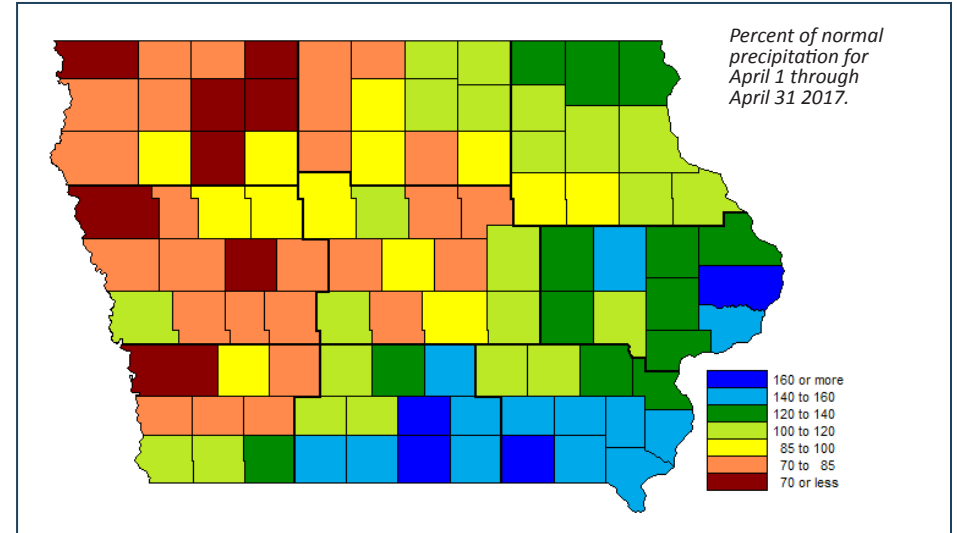 Percent of normal
precipitation for
April 1 through
April 31 2017.
160 or more
140 to 160
120 to 140
100 to 120
85 to 100
70 to 85
70 or less